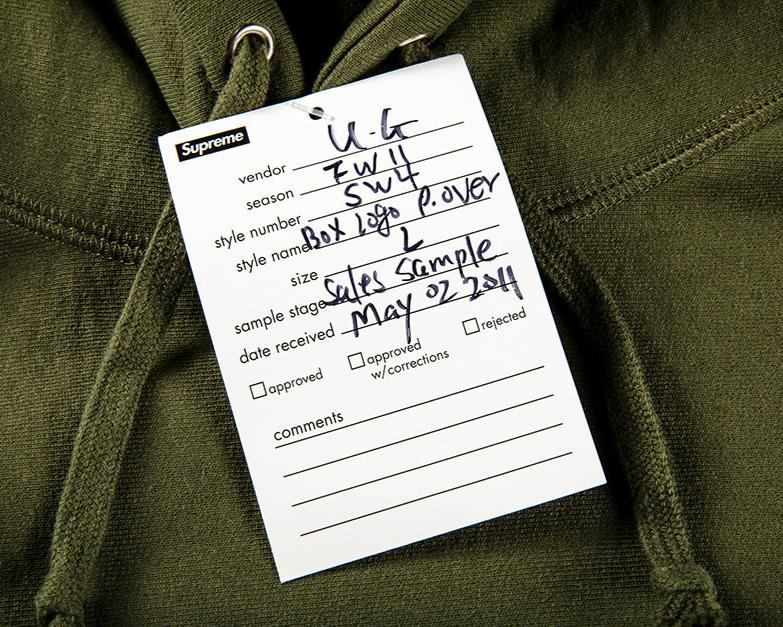 Supreme
vendor U.G
season FW11
style number SW4
style name Box Logo P.over
size L
sample stage Sales Sample
date received May 02 2011
approved
approved w/corrections
rejected
comments